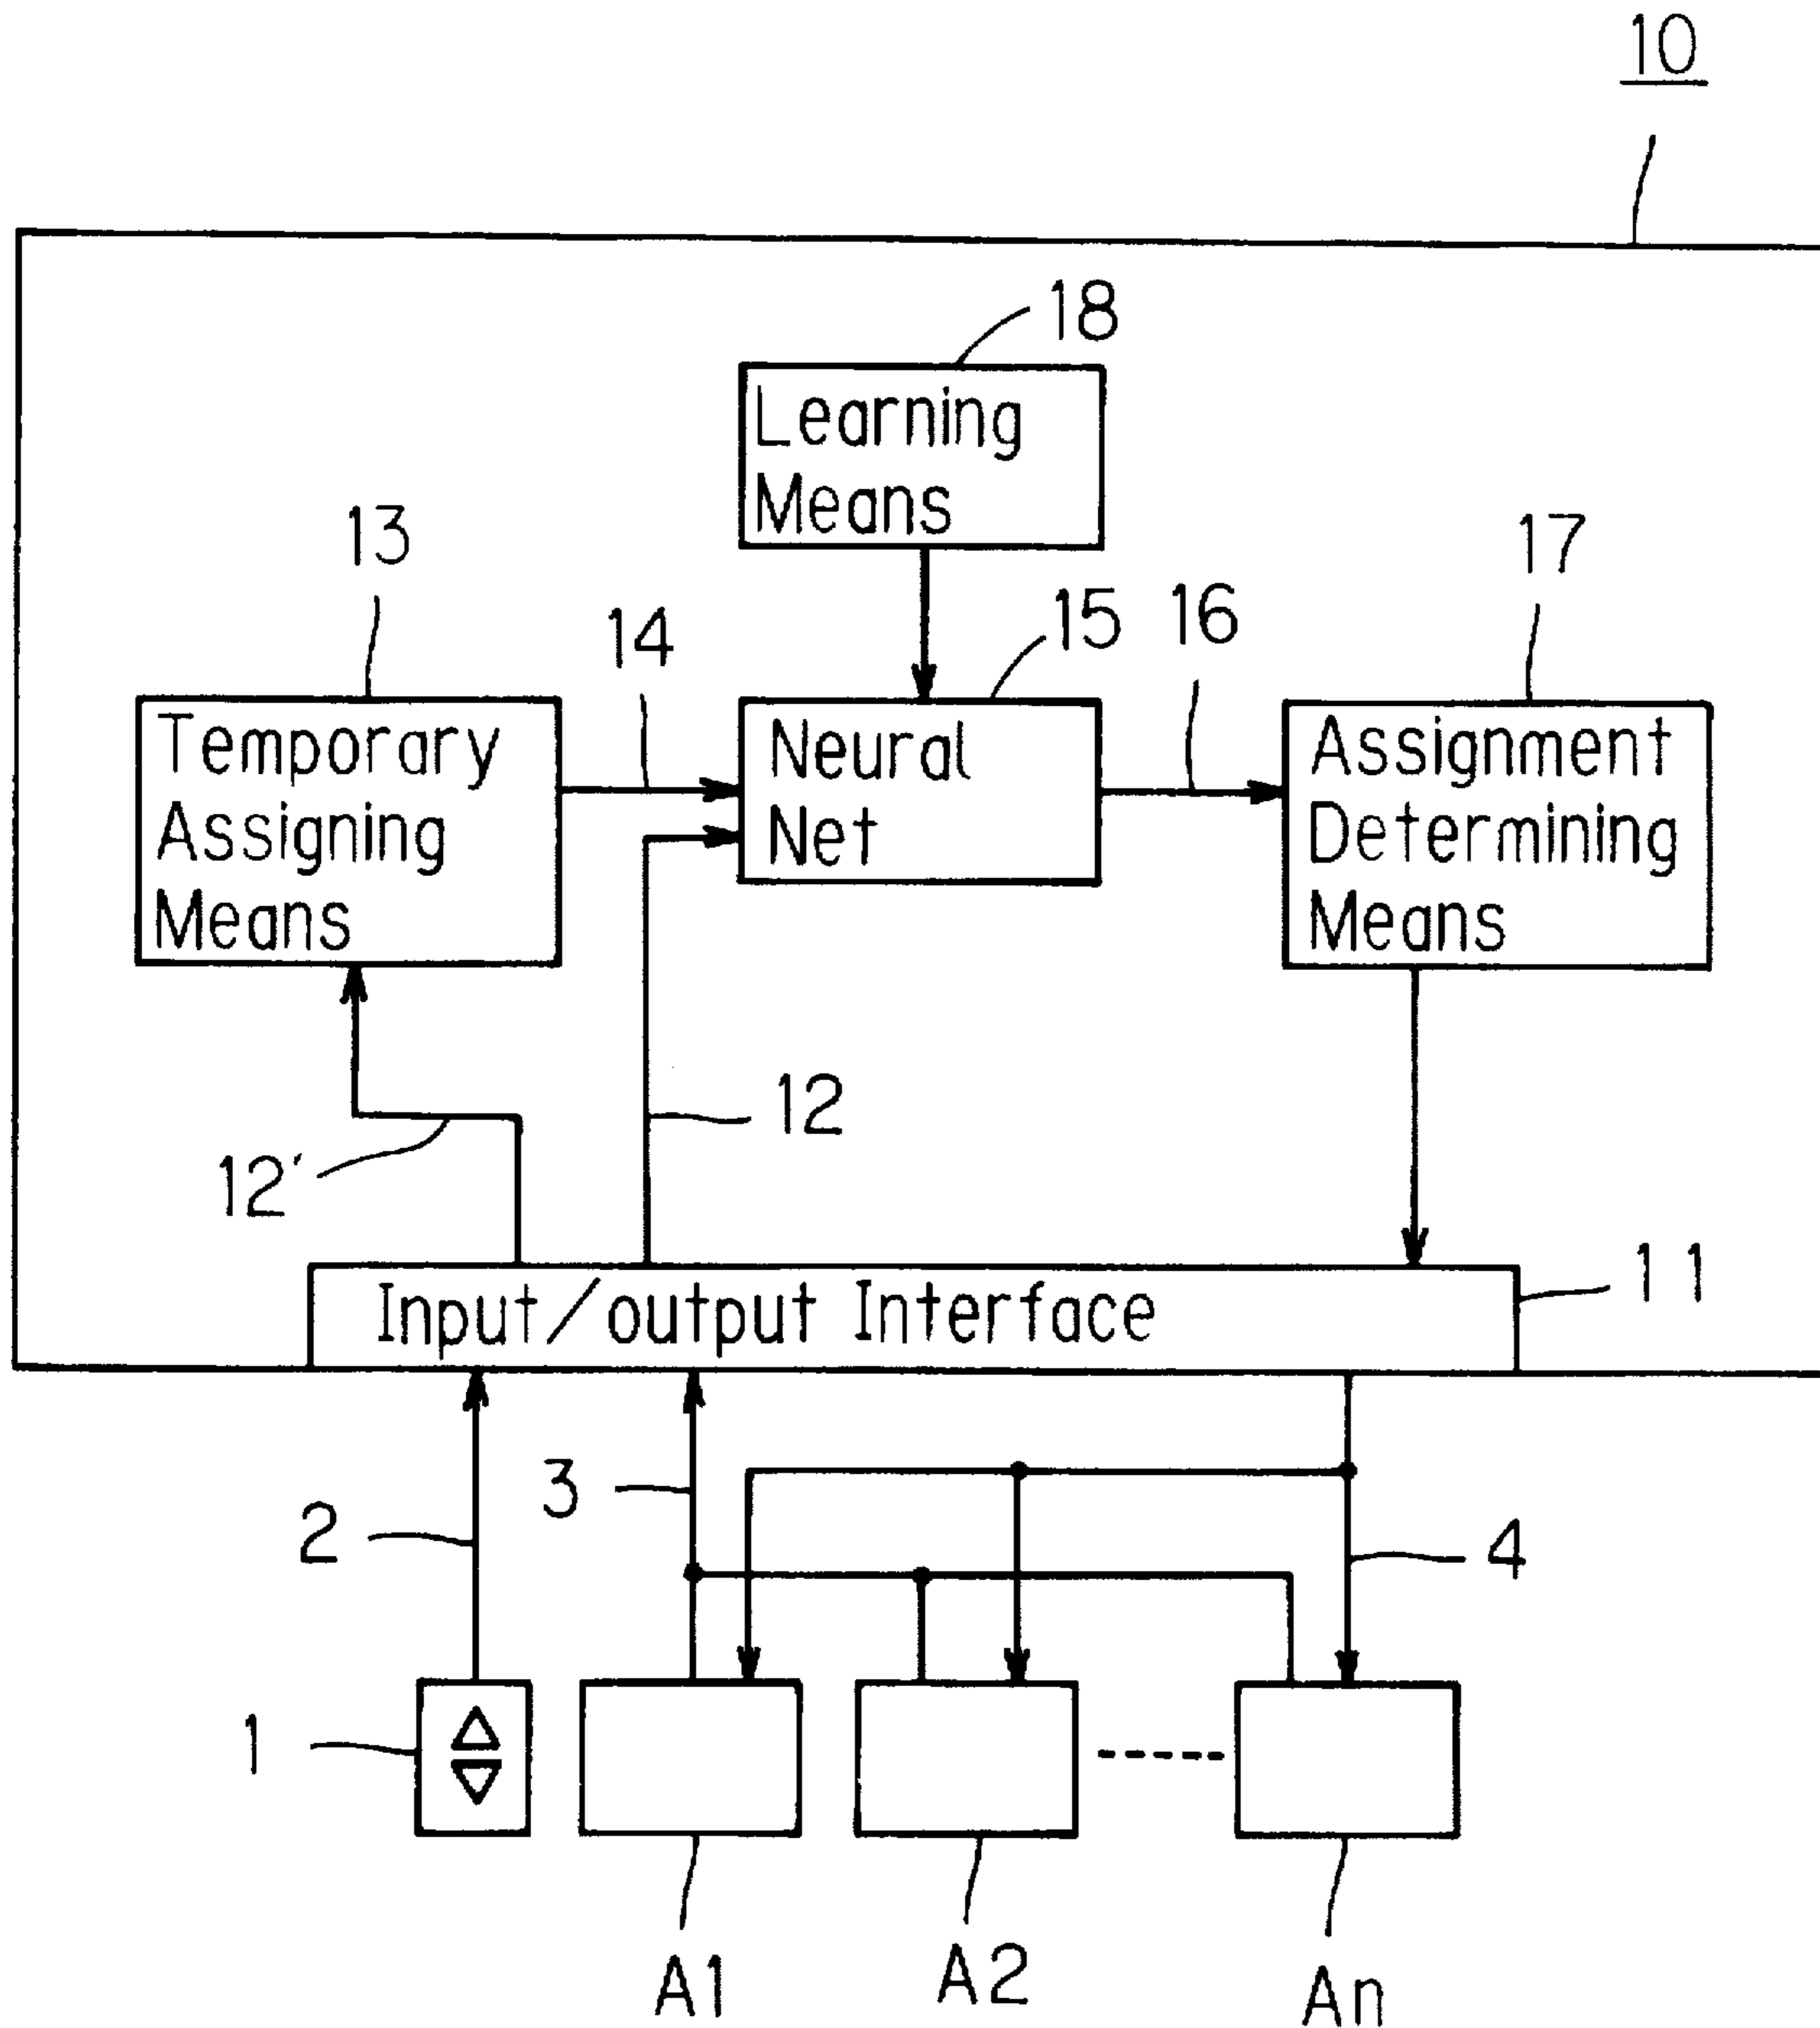 10
18
Learning
Means
13
17
14
15
16
Temporary
Assigning
Means
Neural
Net
Assignment
Determining
Means
12
12'
11
Input/output Interface
3
2
4
1
A1
A2
An